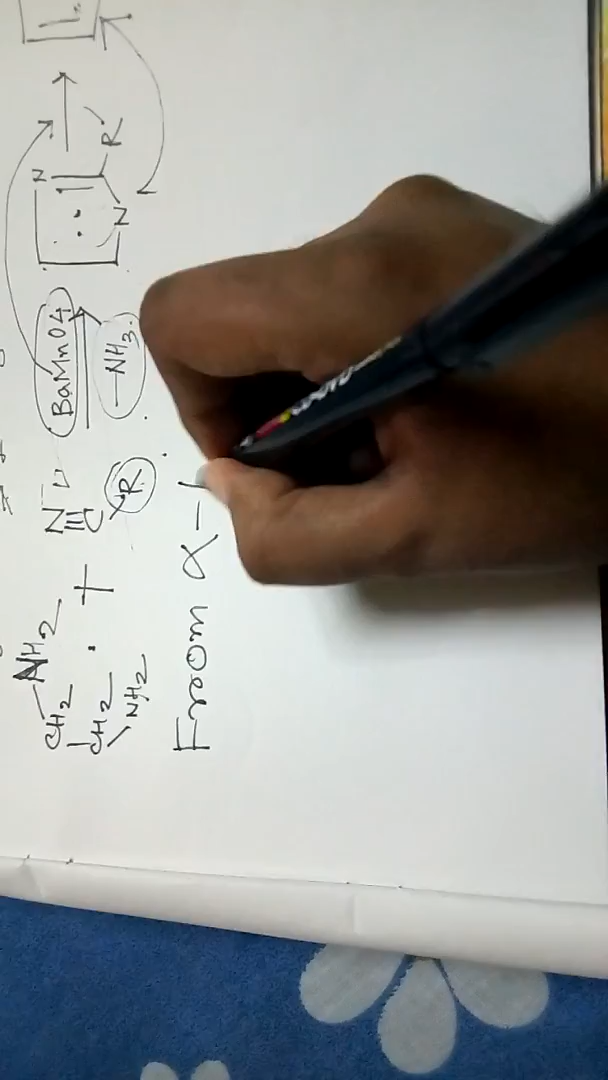 CH2 NH2 + N≡C R BaMnO4 N R'
CH2 NH2 -NH3 N
From α-